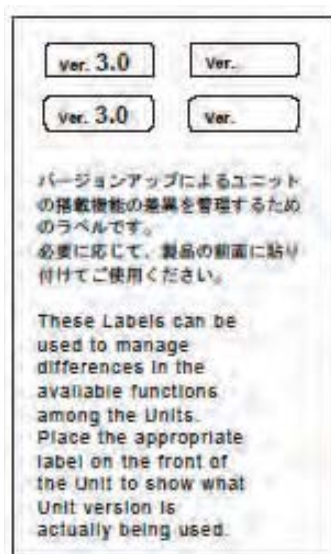 Ver. 3.0
Ver.
Ver. 3.0
Ver.
バージョンアップによるユニット
の搭載機能の差異を管理するため
のラベルです。
必要に応じて、製品の前面に貼り
付けてご使用ください。
These Labels can be
used to manage
differences in the
available functions
among the Units.
Place the appropriate
label on the front of
the Unit to show what
Unit version is
actually being used.